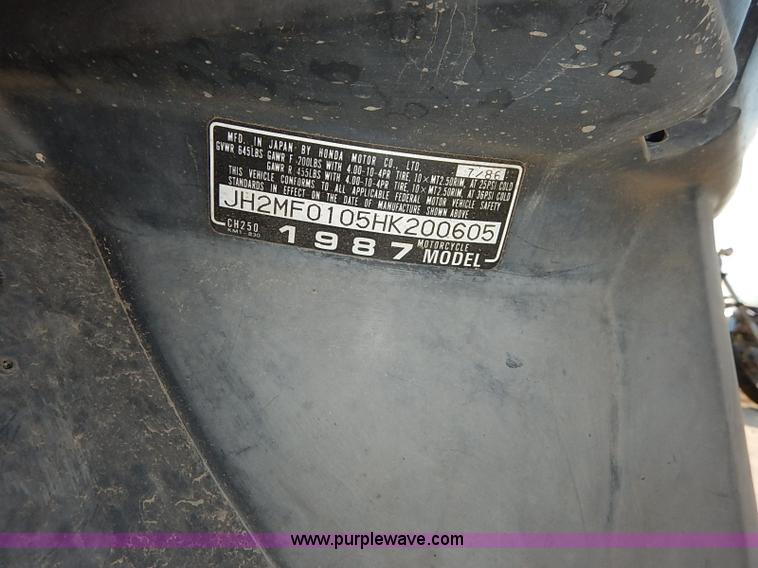 MFD. IN JAPAN BY HONDA MOTOR CO., LTD. 7/86
GVWR 645LBS GAWR F 200LBS WITH 4.00-10-4PR TIRE, 10×MT2.50RIM, AT 25PSI COLD
GAWR R 455LBS WITH 4.00-10-4PR TIRE, 10×MT2.50RIM, AT 36PSI COLD
THIS VEHICLE CONFORMS TO ALL APPLICABLE FEDERAL MOTOR VEHICLE SAFETY
STANDARDS IN EFFECT ON THE DATE OF MANUFACTURE SHOWN ABOVE
JH2MF0105HK200605
CH250 1987 MOTORCYCLE
MODEL
www.purplewave.com